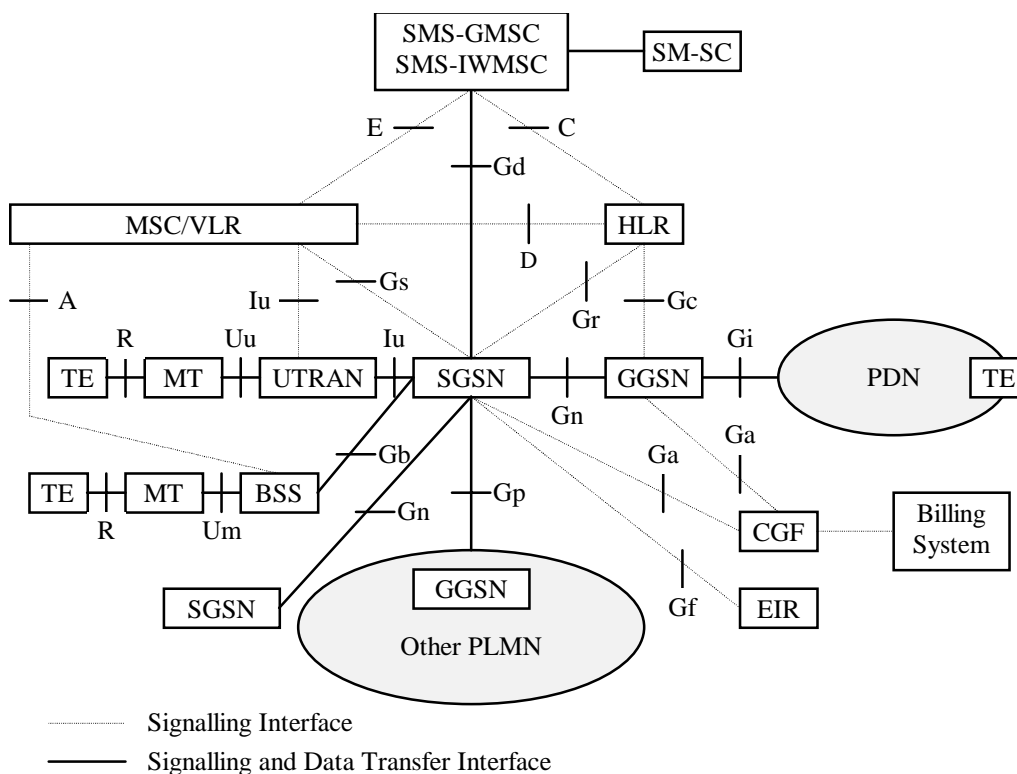 SMS-GMSC
SMS-IWMSC
SM-SC
E
C
Gd
MSC/VLR
HLR
D
A
Iu
Gs
Gr
Gc
R
Uu
Iu
Gi
TE
MT
UTRAN
SGSN
GGSN
PDN
TE
Gn
Gb
Ga
Ga
TE
MT
BSS
R
Um
Gn
Gp
CGF
Billing
System
GGSN
SGSN
Gf
EIR
Other PLMN
Signalling Interface
Signalling and Data Transfer Interface